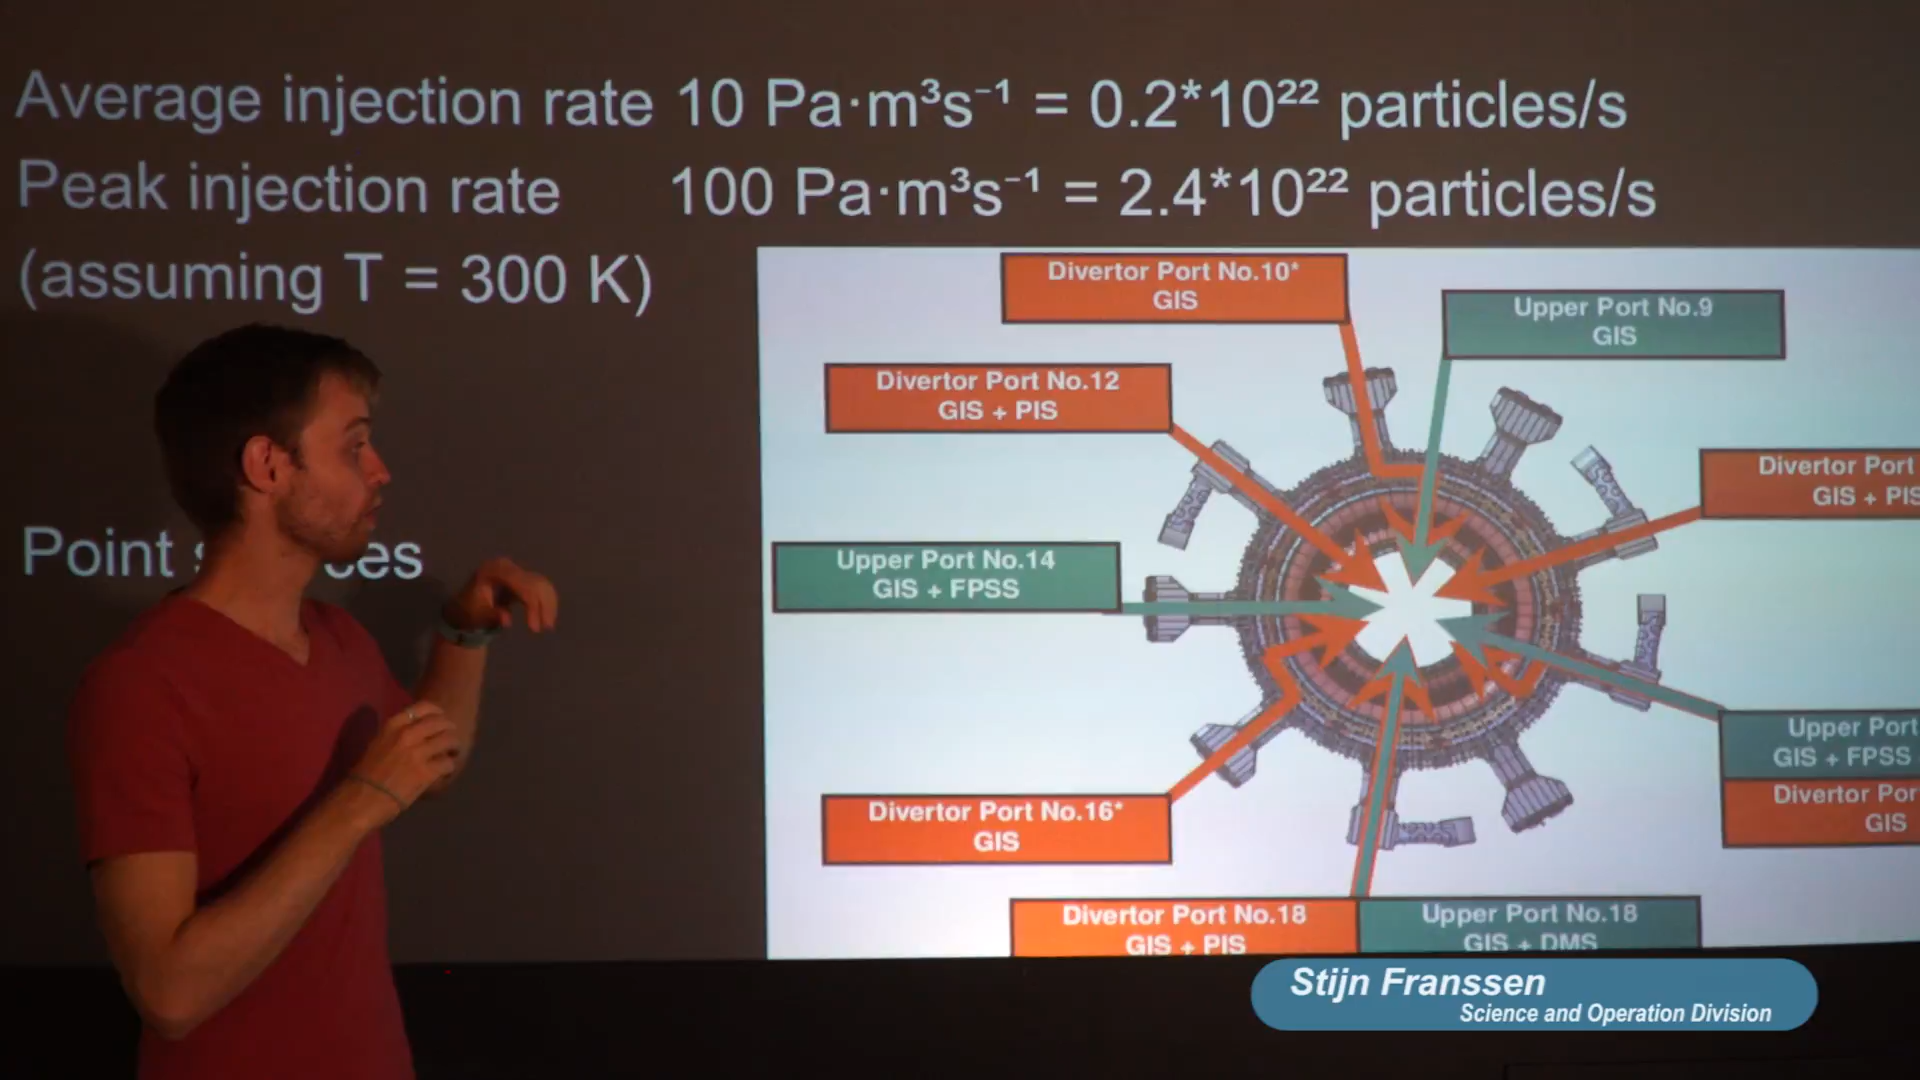 Average injection rate 10 Pa·m³s⁻¹ = 0.2*10²² particles/s
Peak injection rate 100 Pa·m³s⁻¹ = 2.4*10²² particles/s
(assuming T = 300 K)
Divertor Port No.10*
GIS
Upper Port No.9
GIS
Divertor Port No.12
GIS + PIS
Divertor Port
GIS + PIS
Point
Upper Port No.14
GIS + FPSS
Upper Port
GIS + FPSS
Divertor Por
GIS
Divertor Port No.16*
GIS
Divertor Port No.18
GIS + PIS
Upper Port No.18
GIS + DMS
Stijn Franssen
Science and Operation Division